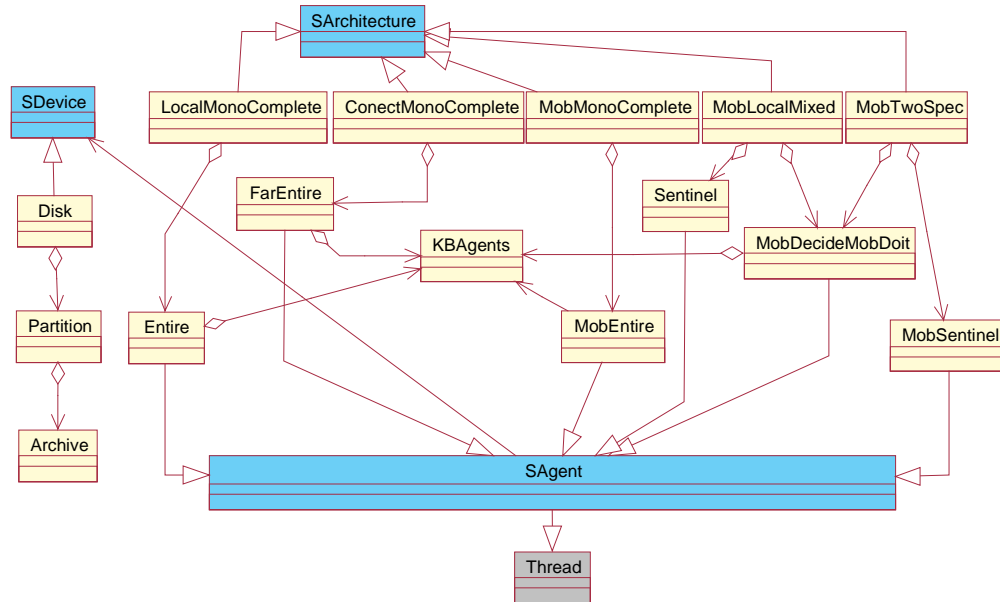 SArchitecture
SDevice
LocalMonoComplete
ConectMonoComplete
MobMonoComplete
MobLocalMixed
MobTwoSpec
FarEntire
Sentinel
Disk
KBAgents
MobDecideMobDoit
Partition
Entire
MobEntire
MobSentinel
Archive
SAgent
Thread